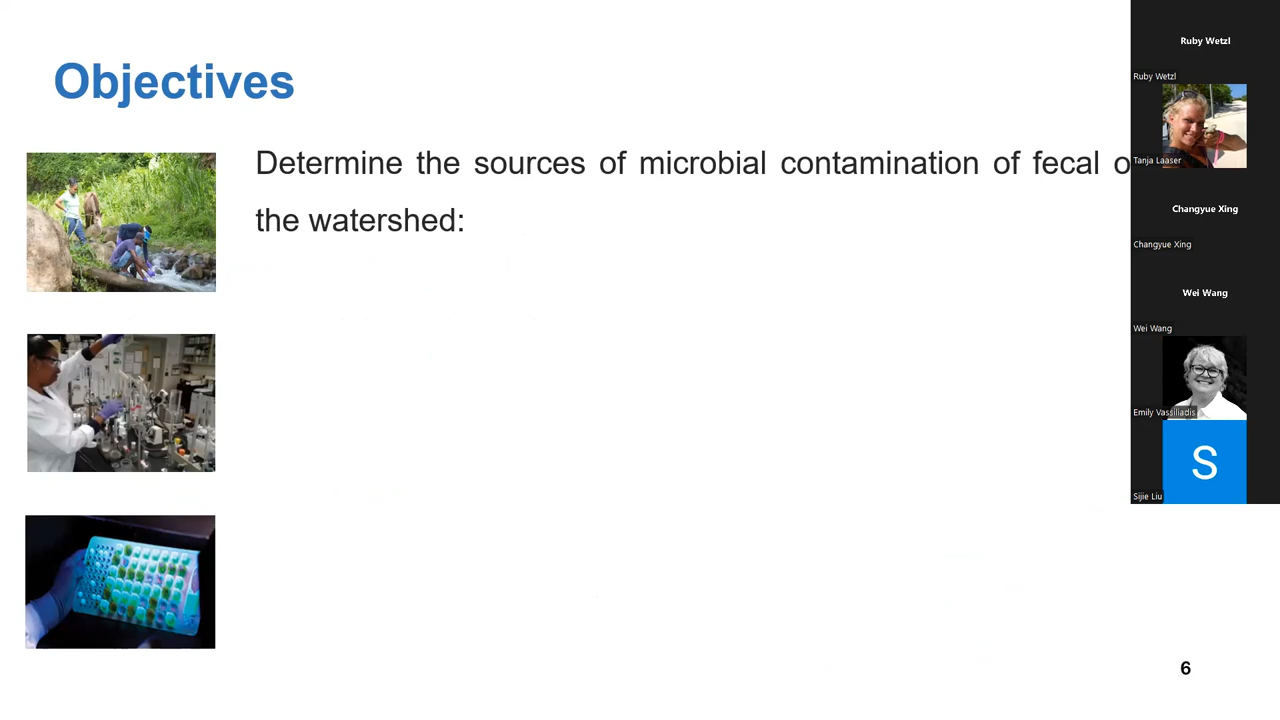 Objectives
Determine the sources of microbial contamination of fecal o
the watershed:
6
Ruby Wetzl
Ruby Wetzl
Tanja Laaser
Changyue Xing
Changyue Xing
Wei Wang
Wei Wang
Emily Vassiliadis
S
Sijie Liu